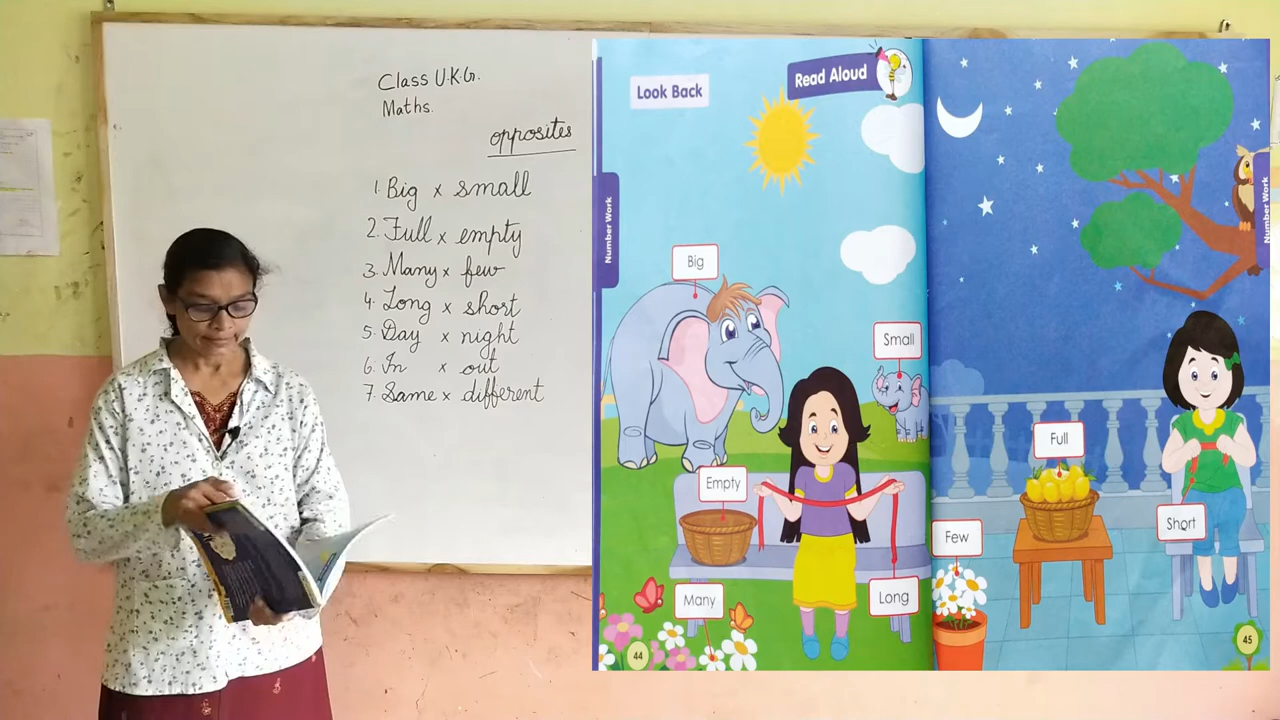 Class U.K.G.
Maths.
opposites
1. Big x small
2. Full x empty
3. Many x few
4. Long x short
5. Day x night
6. In x out
7. Same x different
Look Back
Read Aloud
Number Work
Number Work
Big
Small
Empty
Full
Short
Few
Many
Long
44
45